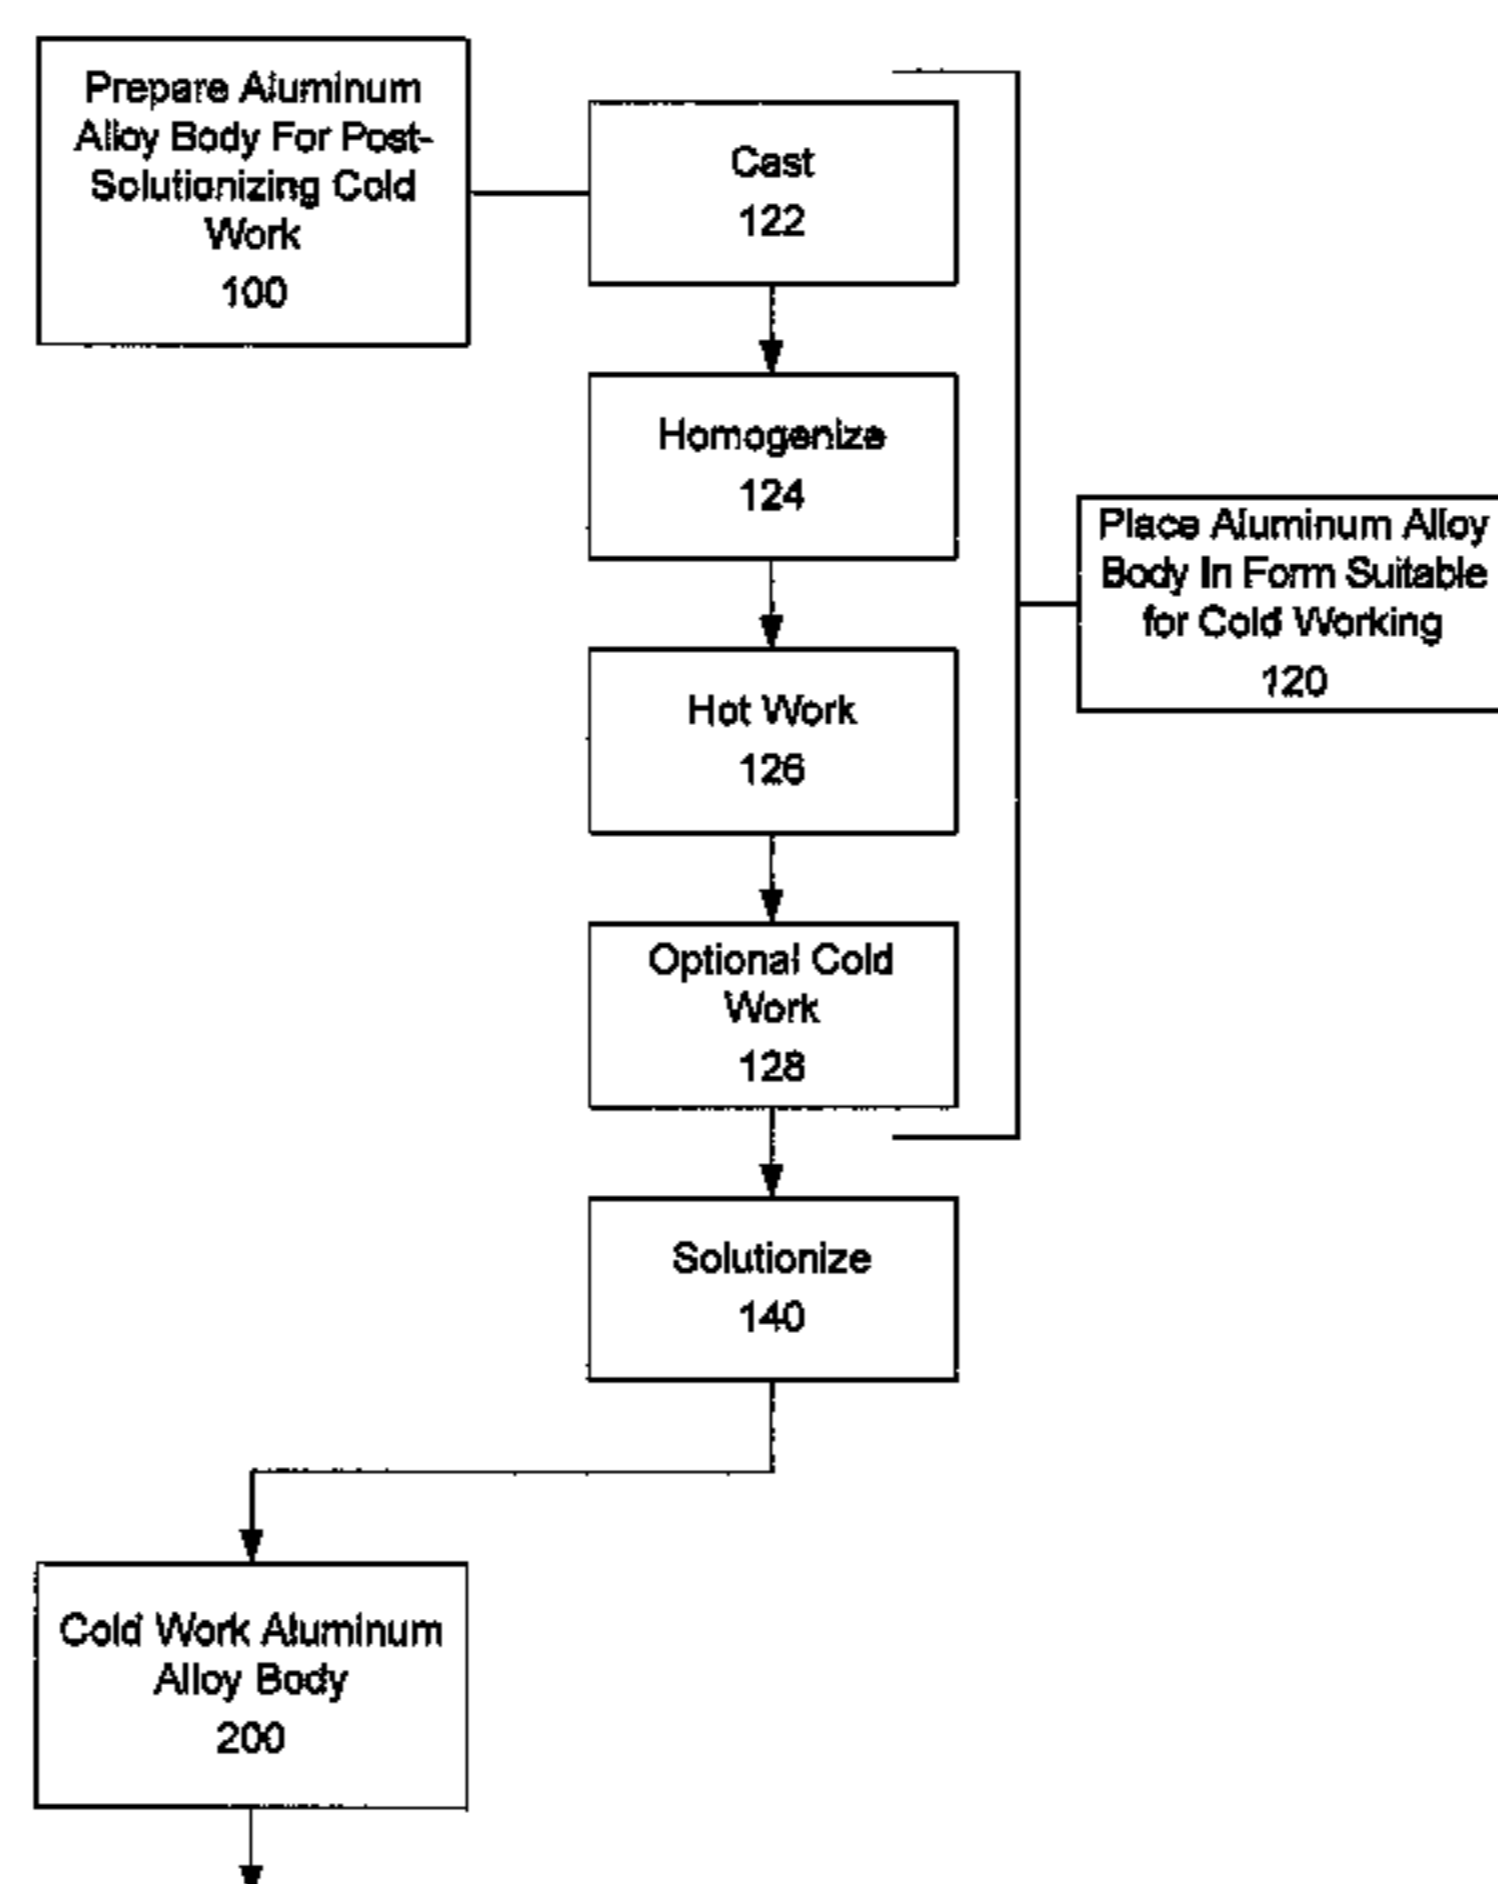 Prepare Aluminum
Alloy Body For Post-
Solutionizing Cold
Work
100
Cast
122
Homogenize
124
Hot Work
126
Place Aluminum Alloy
Body In Form Suitable
for Cold Working
120
Optional Cold
Work
128
Solutionize
140
Cold Work Aluminum
Alloy Body
200